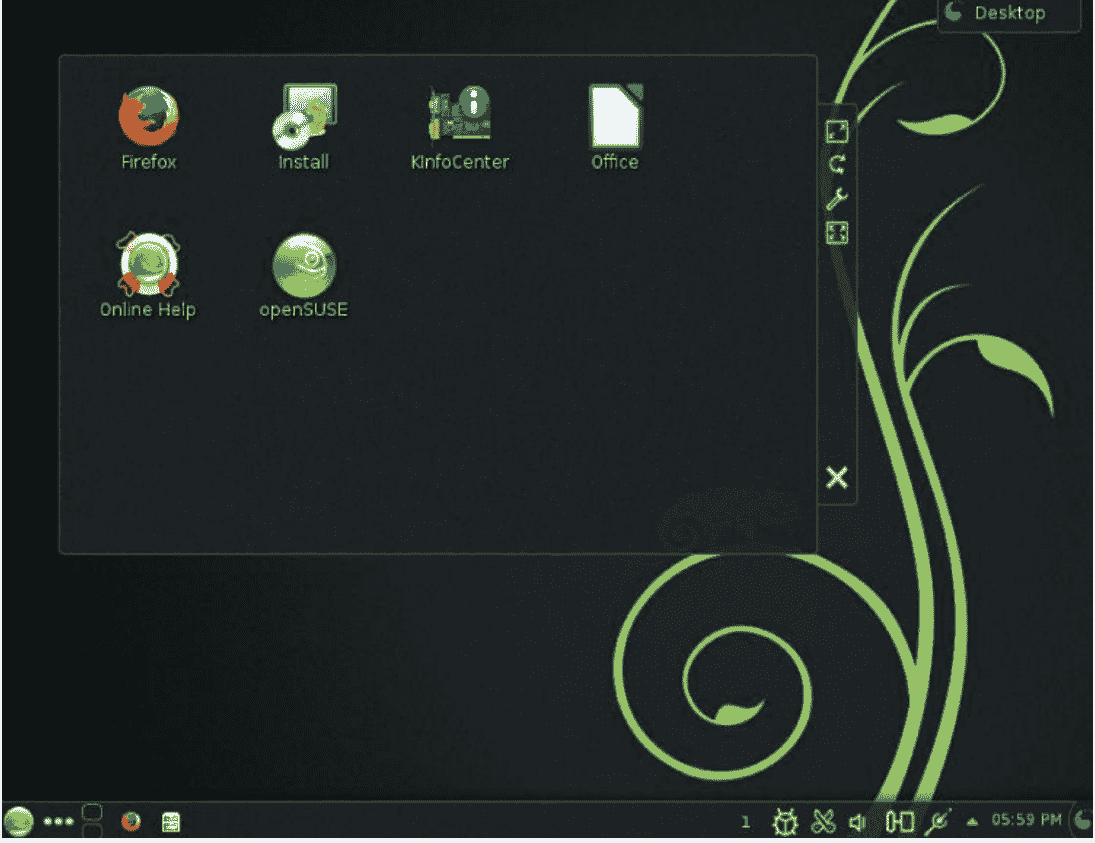 Desktop
Firefox
Install
KInfoCenter
Office
Online Help
openSUSE
1
05:59 PM